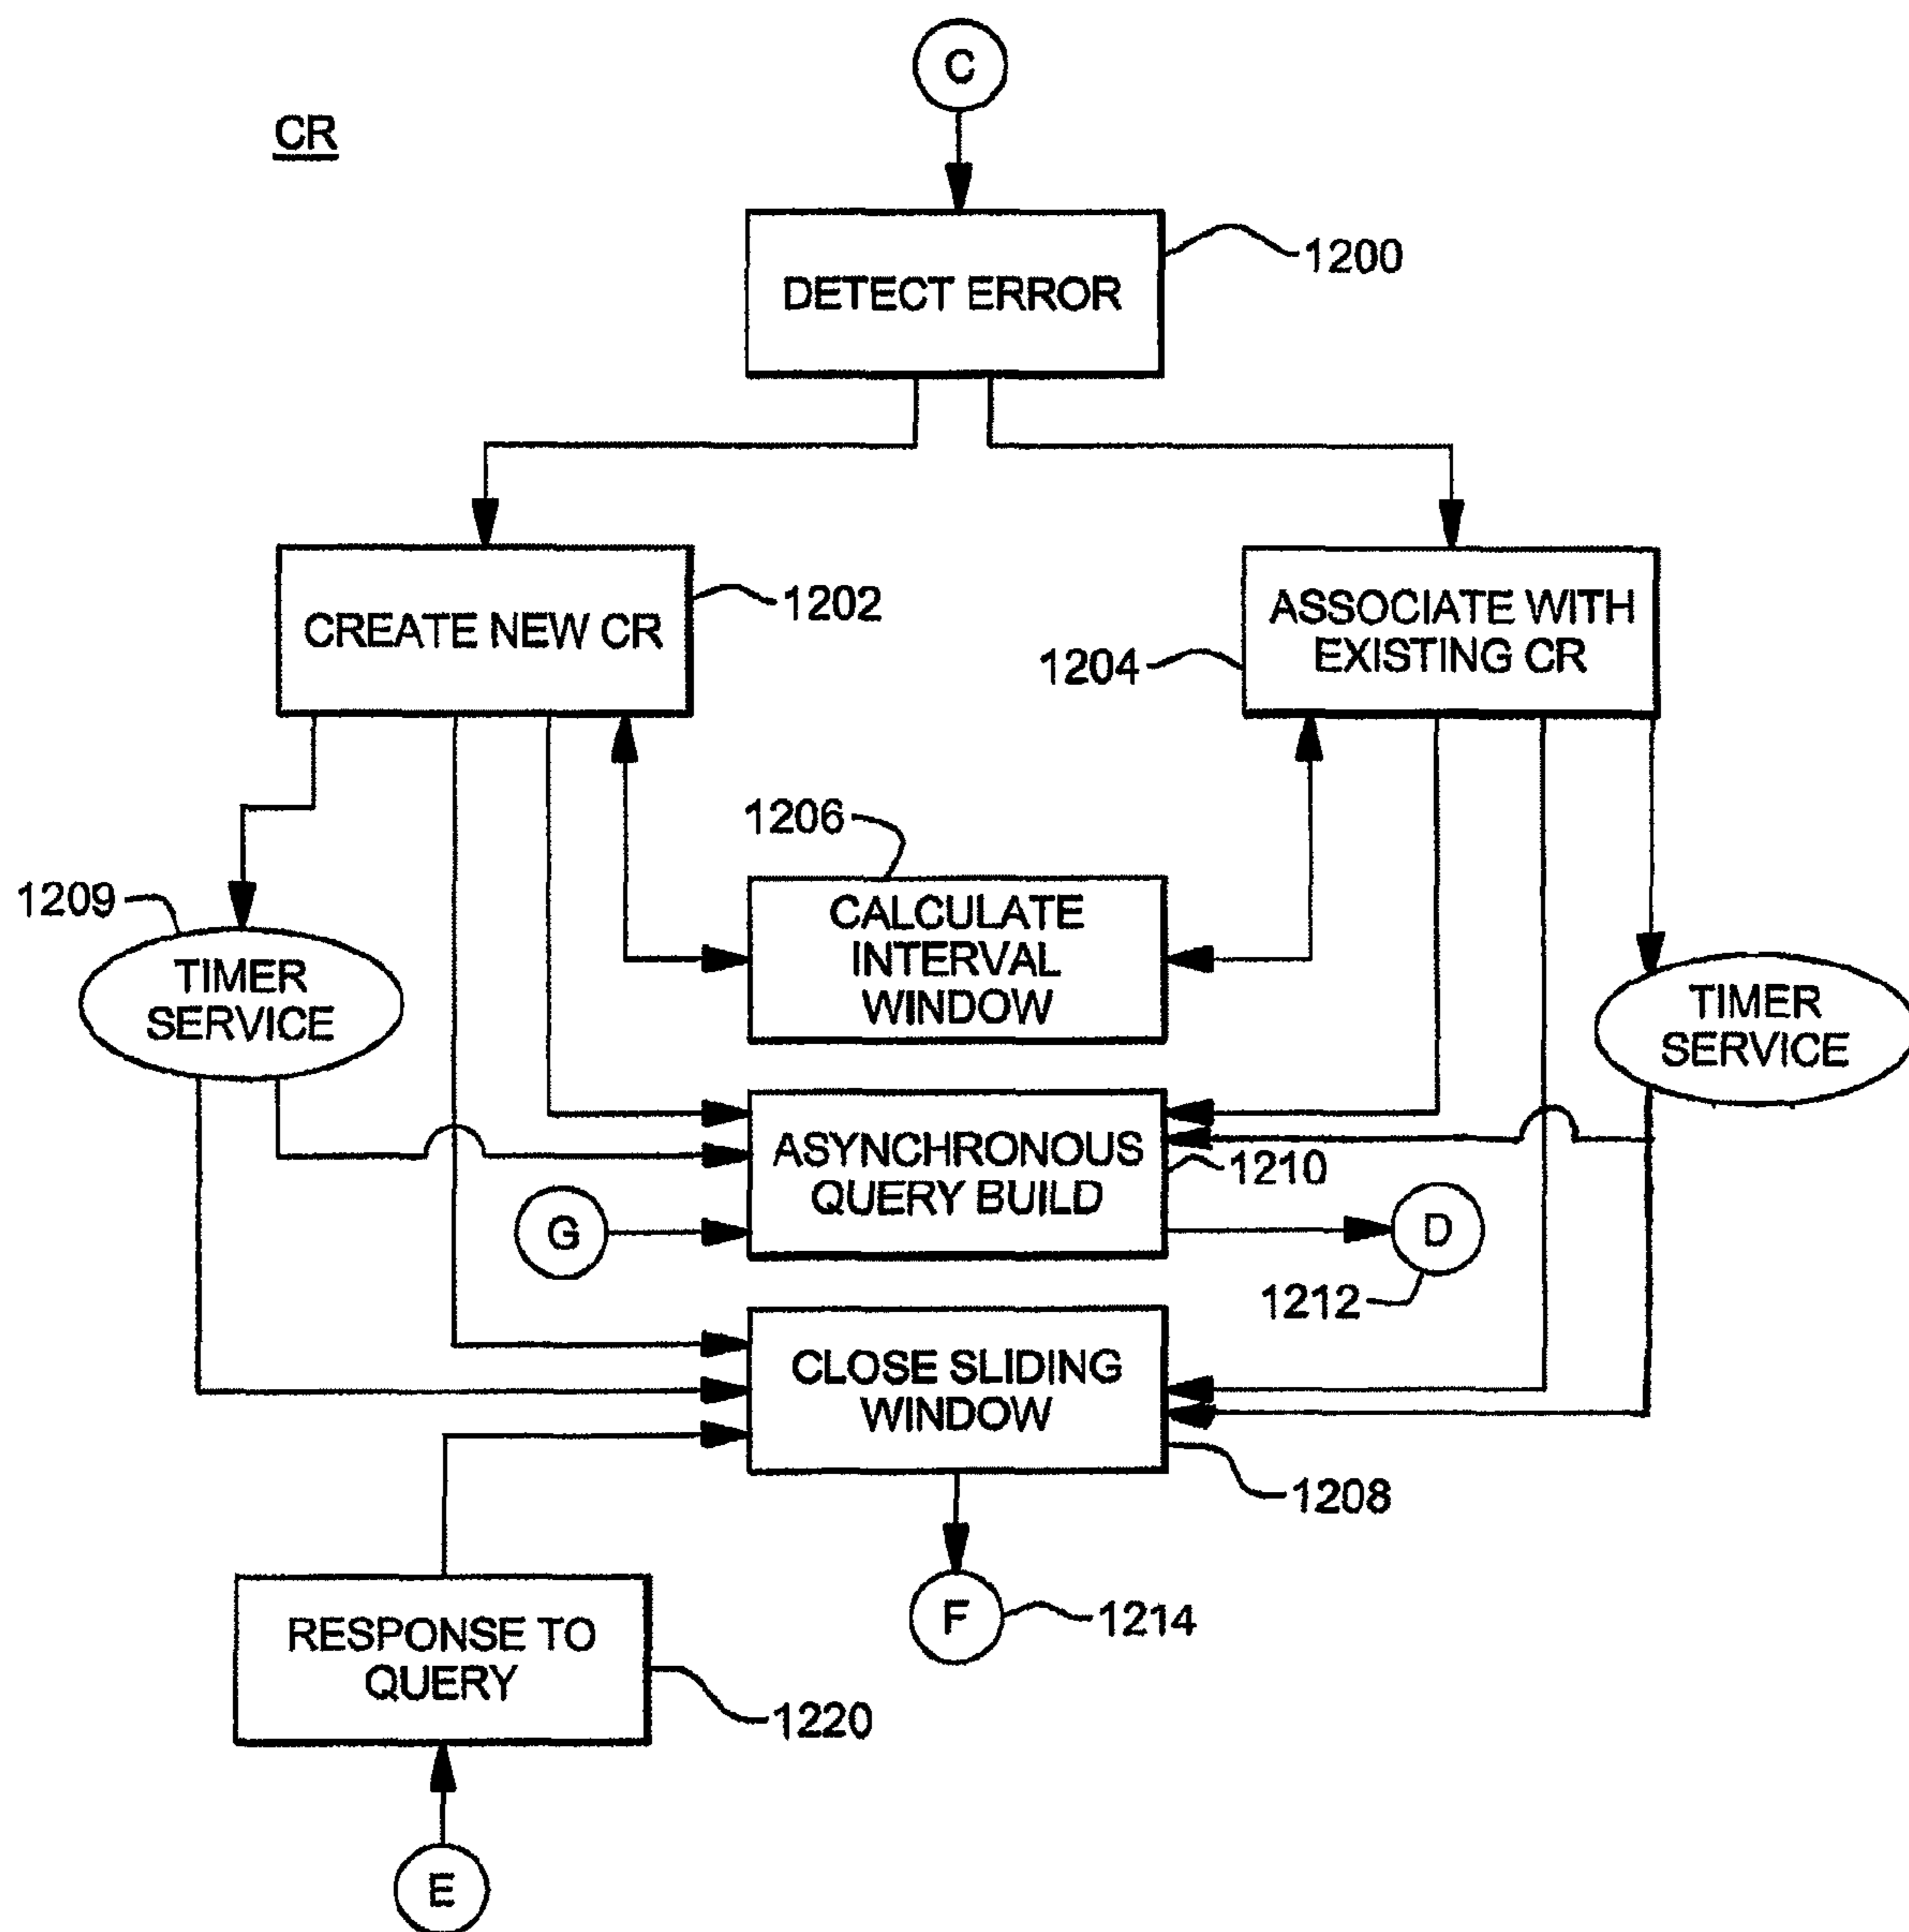 C
CR
DETECT ERROR
1200
CREATE NEW CR
1202
ASSOCIATE WITH
EXISTING CR
1204
1206
CALCULATE
INTERVAL
WINDOW
1209
TIMER
SERVICE
TIMER
SERVICE
ASYNCHRONOUS
QUERY BUILD
1210
G
D
1212
CLOSE SLIDING
WINDOW
1208
RESPONSE TO
QUERY
1220
F
1214
E